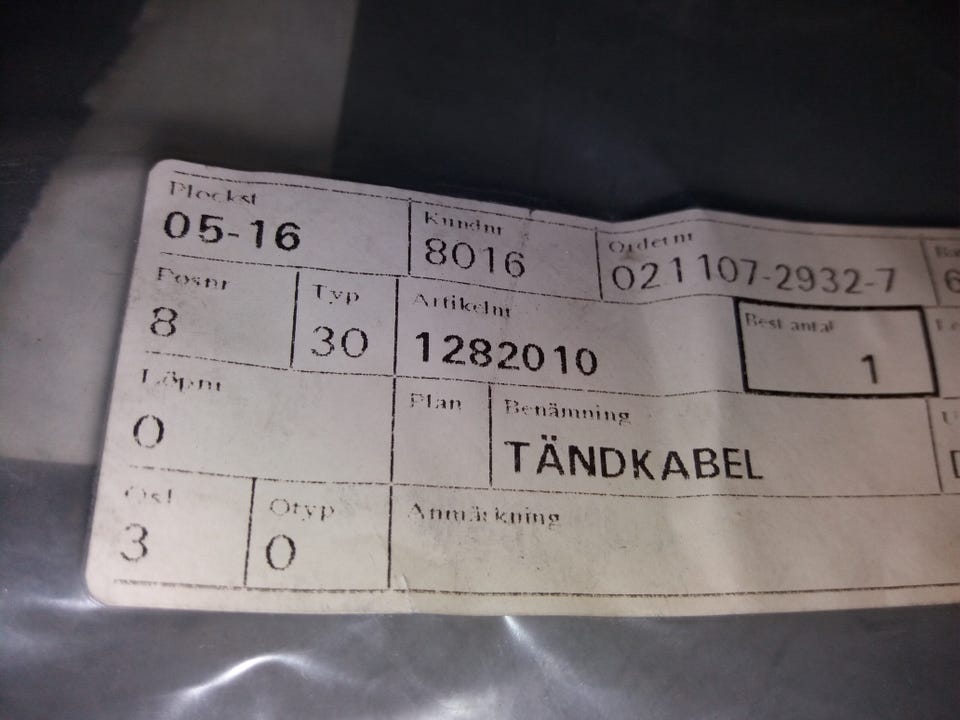 Plockst Kundnr Ordernr
05-16 8016 021107-2932-7
Posnr Typ Artikelnr Best antal
8 30 1282010 1
Löpnr Plan Benämning
0 TÄNDKABEL
Otyp Anmärkning
3 0